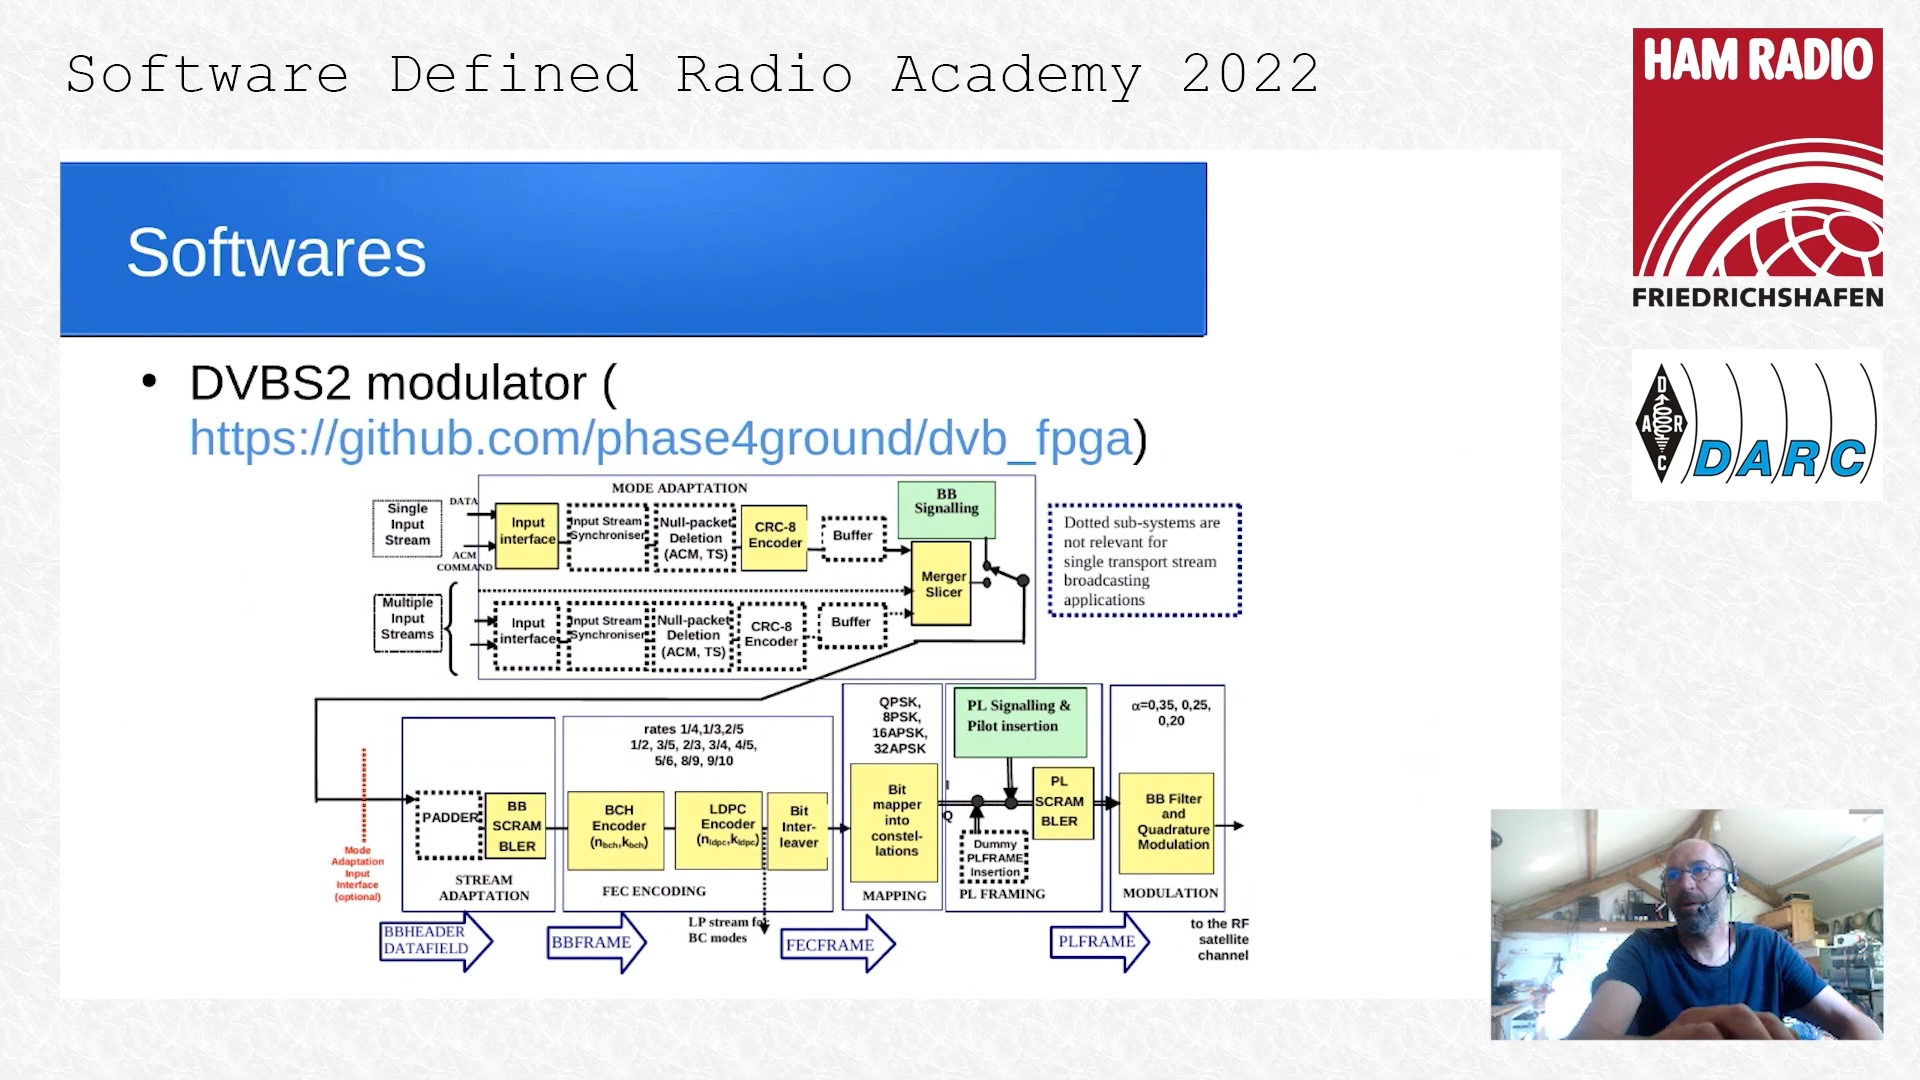 Software Defined Radio Academy 2022
HAM RADIO
FRIEDRICHSHAFEN
D
A R
C
DARC
Softwares
• DVBS2 modulator (
https://github.com/phase4ground/dvb_fpga)
MODE ADAPTATION
Single
Input
Stream
DATA
ACM
COMMAND
Input
interface
Input Stream
Synchroniser
Null-packet
Deletion
(ACM, TS)
CRC-8
Encoder
Buffer
BB
Signalling
Merger
Slicer
Dotted sub-systems are
not relevant for
single transport stream
broadcasting
applications
Multiple
Input
Streams
Input
interface
Input Stream
Synchroniser
Null-packet
Deletion
(ACM, TS)
CRC-8
Encoder
Buffer
Mode
Adaptation
Input
Interface
(optional)
PADDER
BB
SCRAM
BLER
STREAM
ADAPTATION
rates 1/4,1/3,2/5
1/2, 3/5, 2/3, 3/4, 4/5,
5/6, 8/9, 9/10
BCH
Encoder
(nbch,kbch)
LDPC
Encoder
(nldpc,kldpc)
Bit
Inter-
leaver
FEC ENCODING
QPSK,
8PSK,
16APSK,
32APSK
Bit
mapper
into
constel-
lations
MAPPING
I
Q
PL Signalling &
Pilot insertion
PL
SCRAM
BLER
Dummy
PLFRAME
Insertion
PL FRAMING
α=0,35, 0,25,
0,20
BB Filter
and
Quadrature
Modulation
MODULATION
BBHEADER
DATAFIELD
BBFRAME
LP stream for
BC modes
FECFRAME
PLFRAME
to the RF
satellite
channel